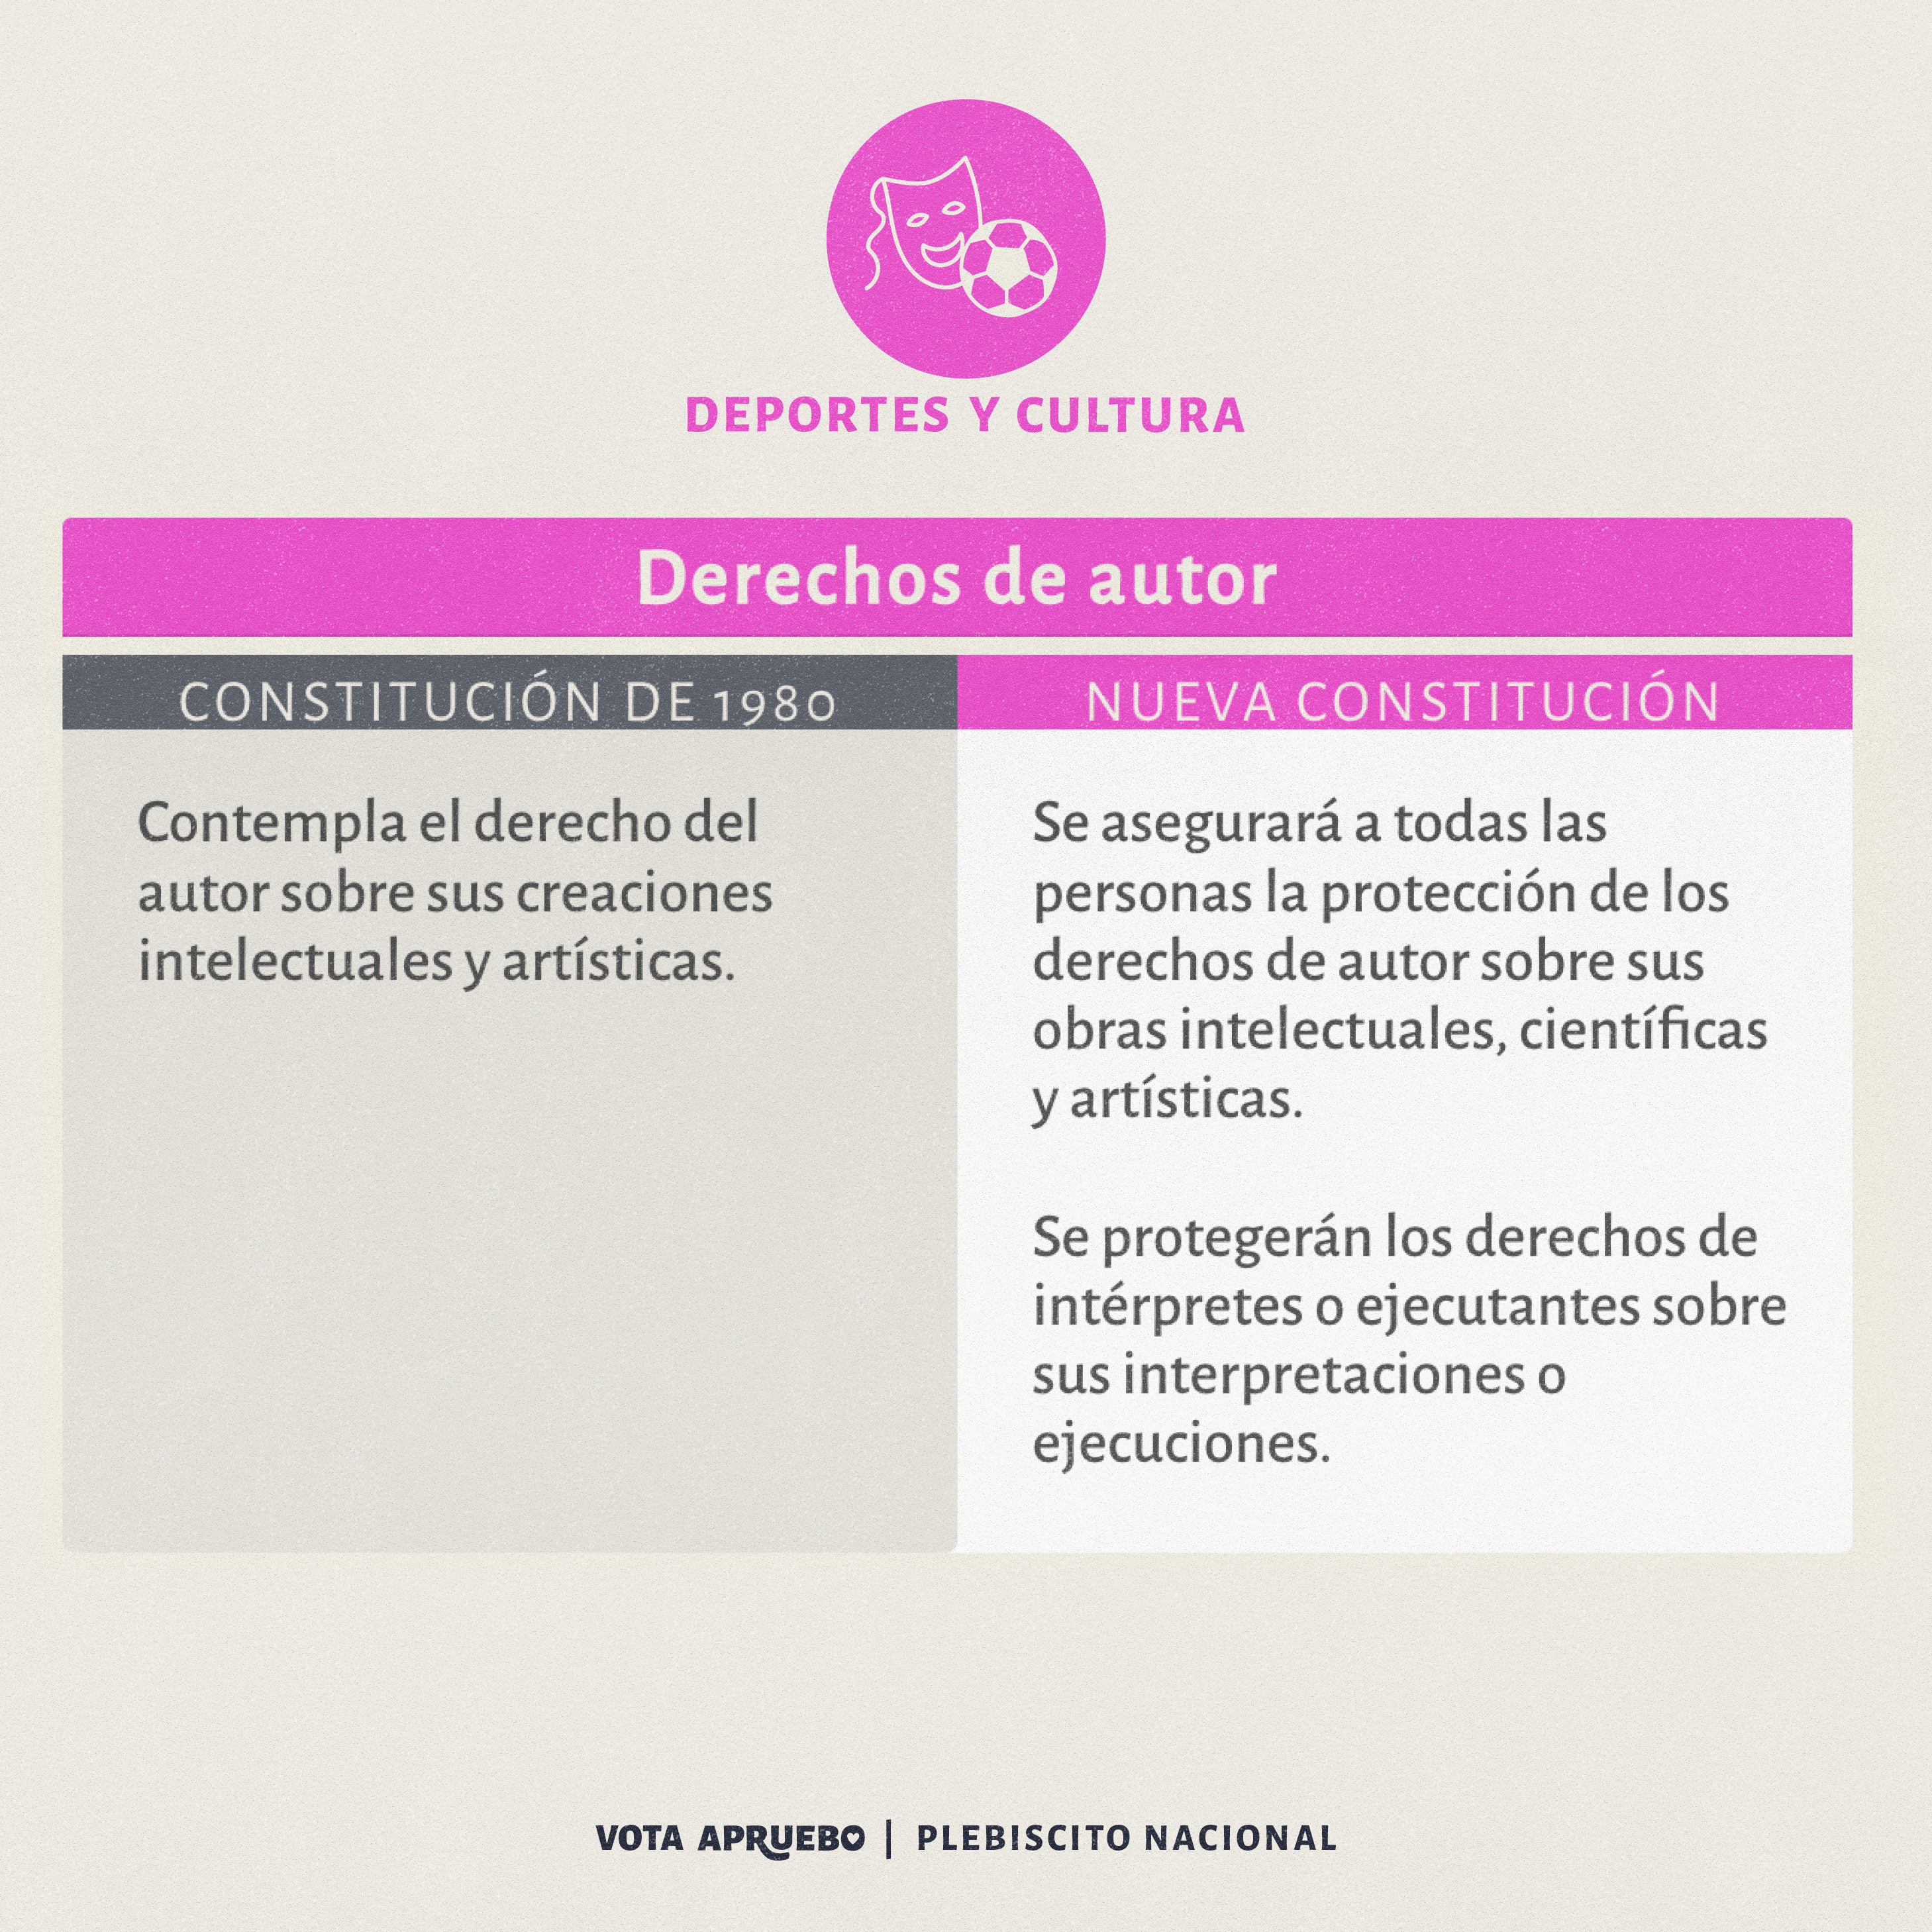 DEPORTES Y CULTURA
Derechos de autor
CONSTITUCIÓN DE 1980
Contempla el derecho del
autor sobre sus creaciones
intelectuales y artísticas.
NUEVA CONSTITUCIÓN
Se asegurará a todas las
personas la protección de los
derechos de autor sobre sus
obras intelectuales, científicas
y artísticas.
Se protegerán los derechos de
intérpretes o ejecutantes sobre
sus interpretaciones o
ejecuciones.
VOTA APRUEBO | PLEBISCITO NACIONAL